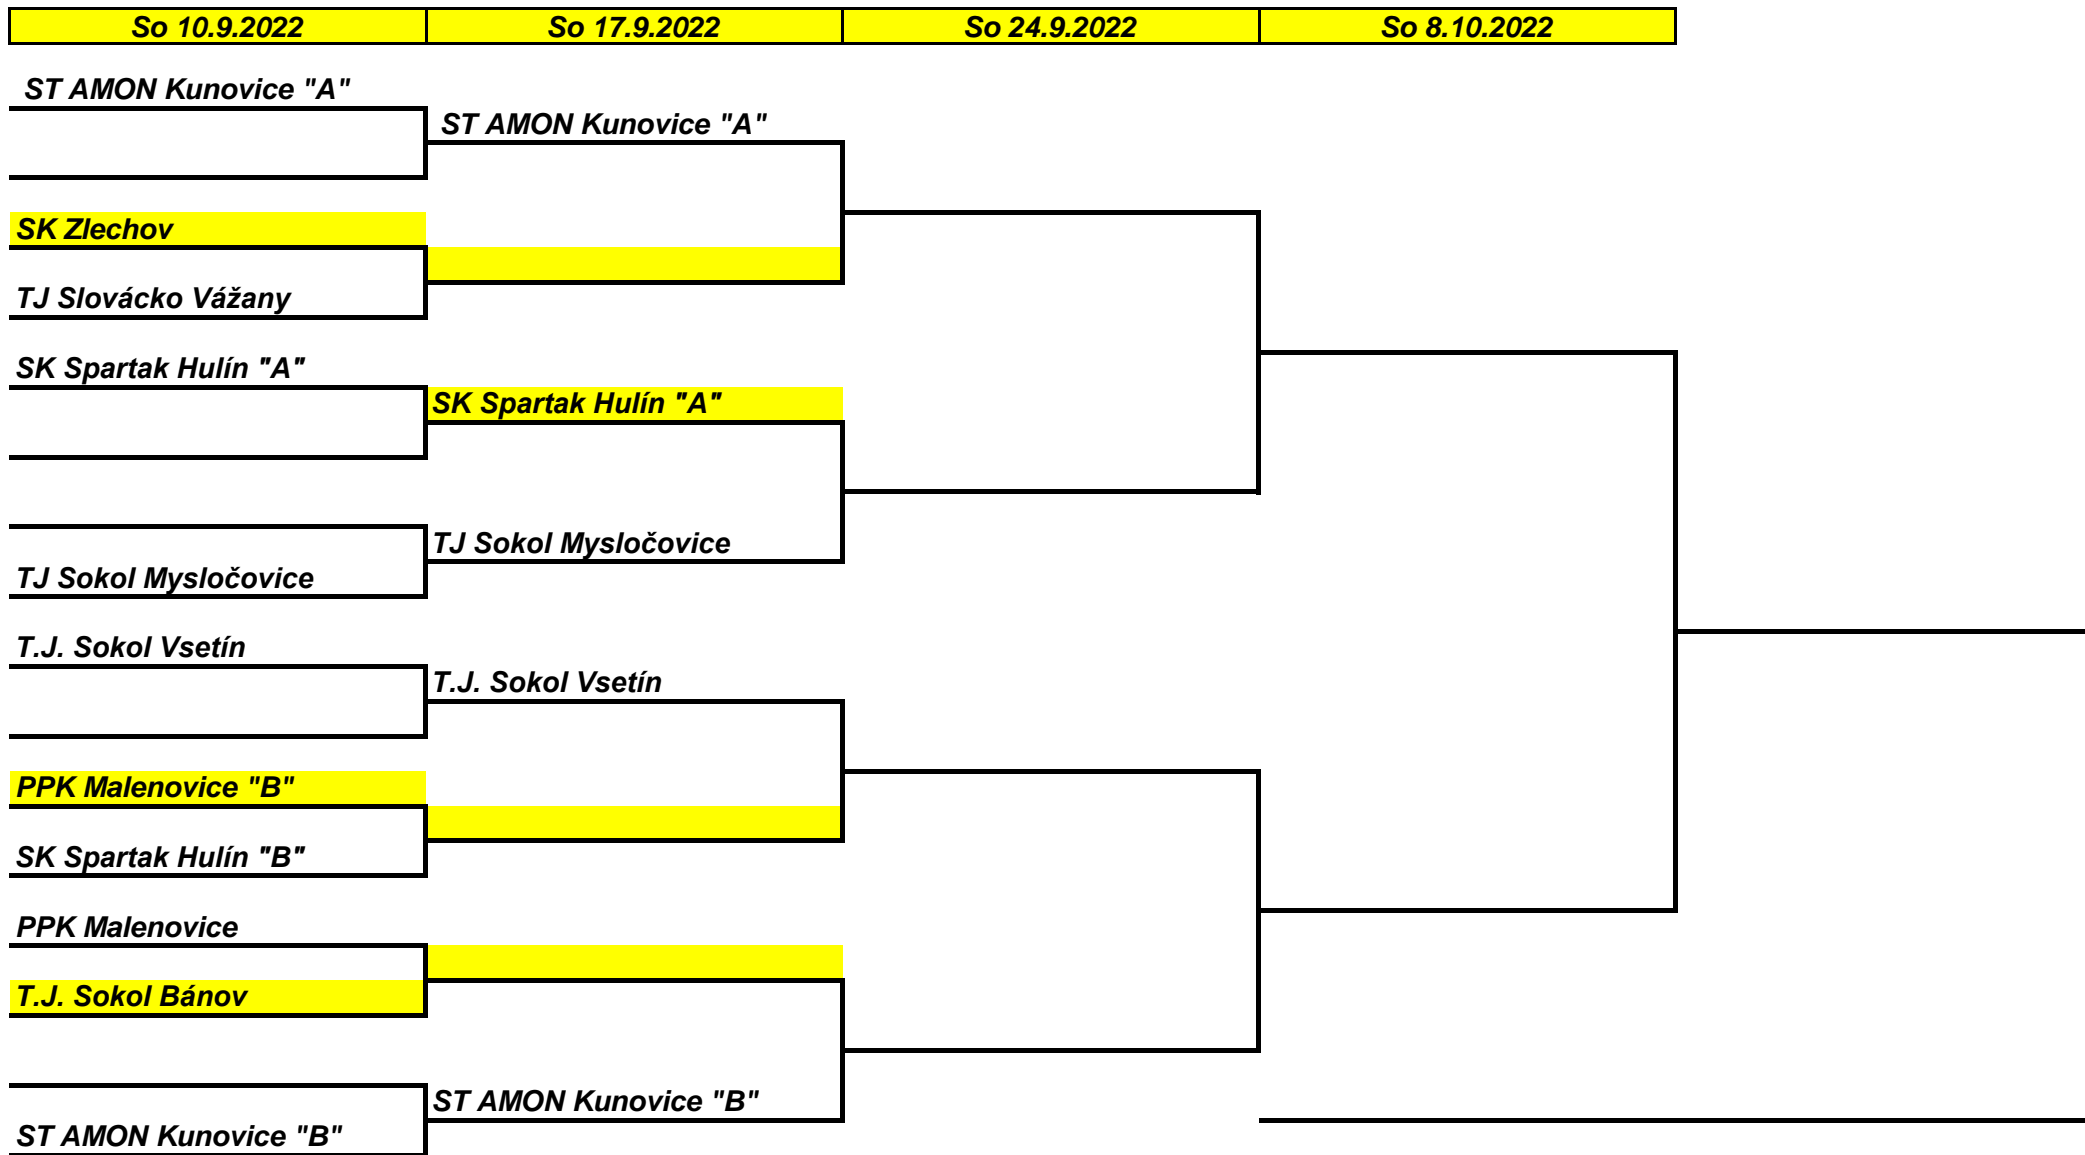 So 10.9.2022 So 17.9.2022 So 24.9.2022 So 8.10.2022
ST AMON Kunovice "A"
ST AMON Kunovice "A"
SK Zlechov
TJ Slovácko Vážany
SK Spartak Hulín "A"
SK Spartak Hulín "A"
TJ Sokol Mysločovice
TJ Sokol Mysločovice
T.J. Sokol Vsetín
T.J. Sokol Vsetín
PPK Malenovice "B"
SK Spartak Hulín "B"
PPK Malenovice
T.J. Sokol Bánov
ST AMON Kunovice "B"
ST AMON Kunovice "B"